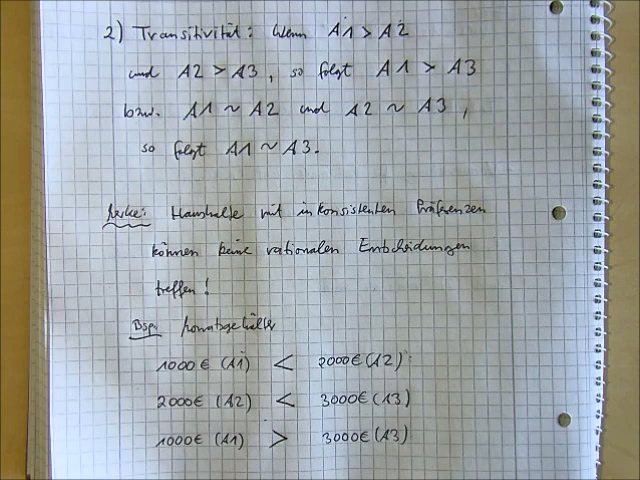 2) Transitivität: Wenn A1 > A2
und A2 > A3, so folgt A1 > A3
bzw. A1 ~ A2 und A2 ~ A3,
so folgt A1 ~ A3.
Merke: Haushalte mit inkonsistenten Präferenzen
können keine rationalen Entscheidungen
treffen!
Bsp. Monatsgehälter
1000€ (A1) < 2000€ (A2)
2000€ (A2) < 3000€ (A3)
1000€ (A1) > 3000€ (A3)